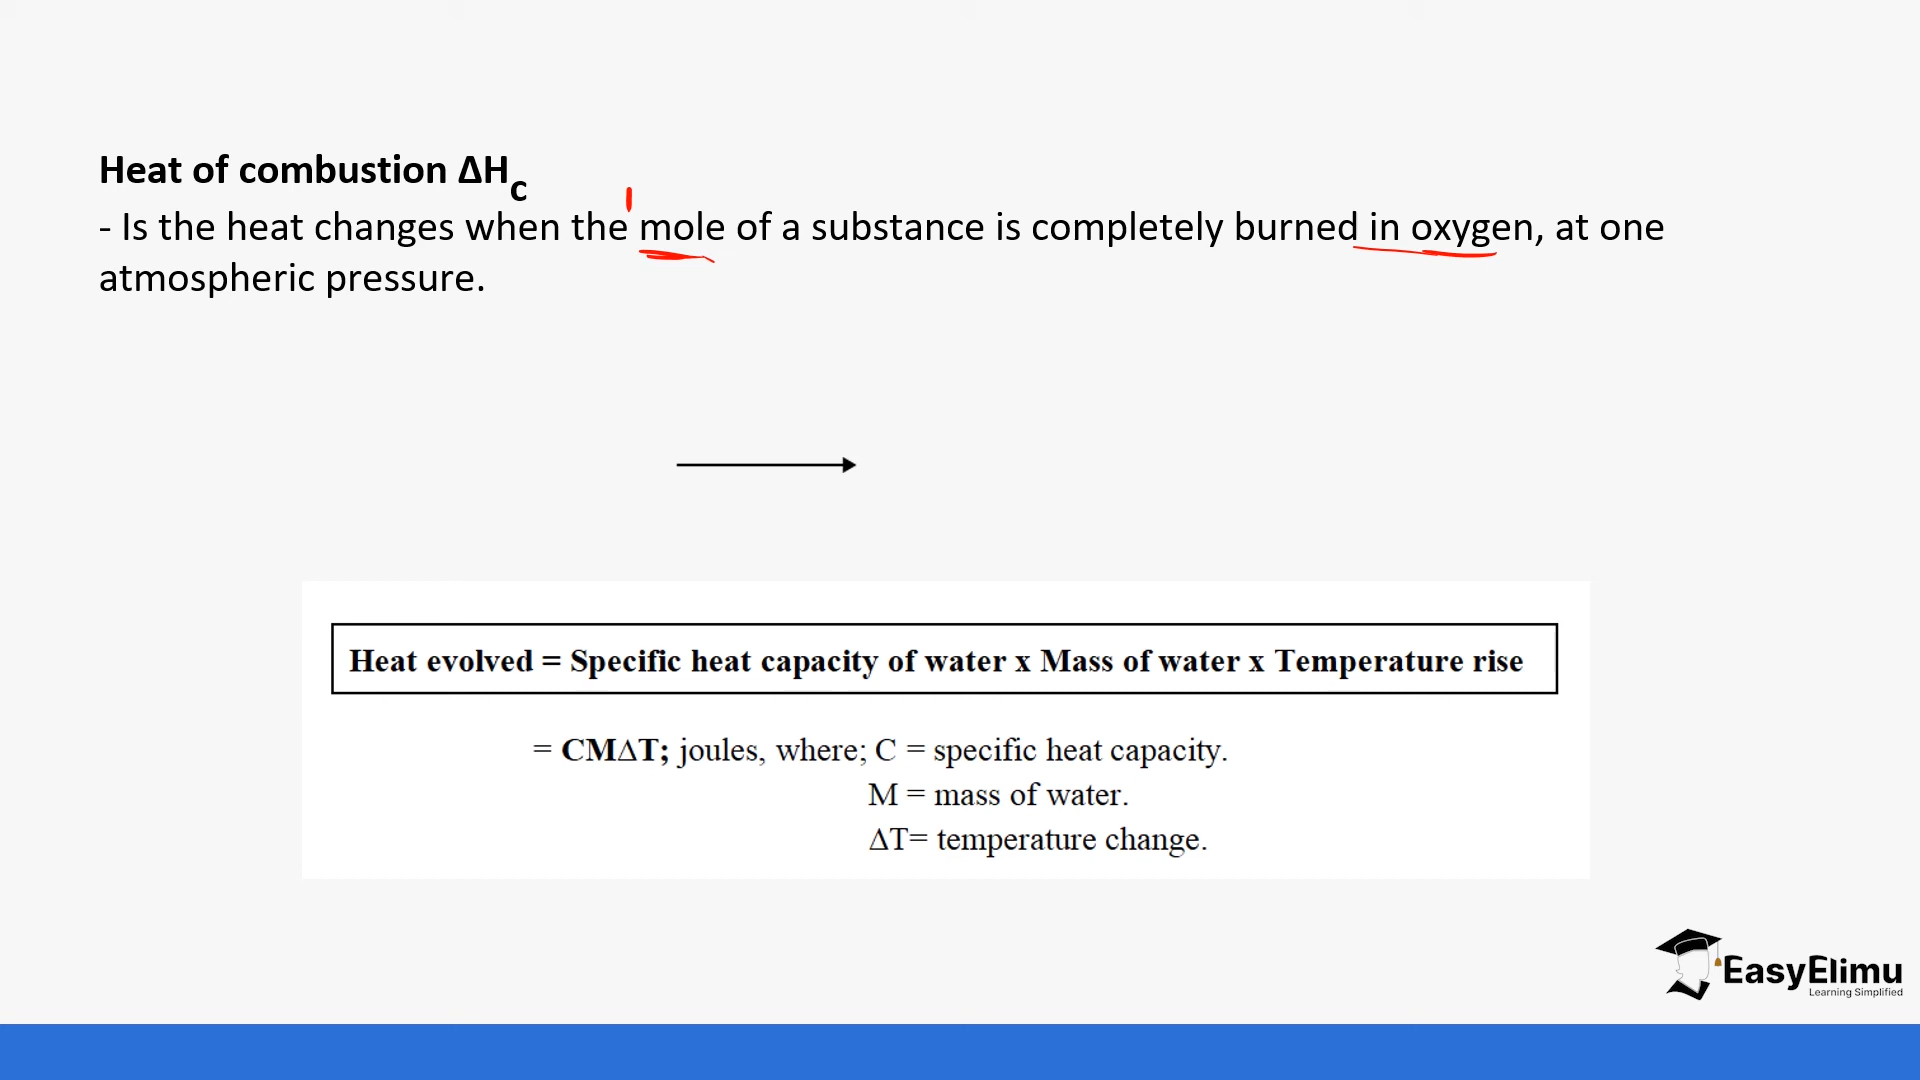 Heat of combustion ΔHc
1
- Is the heat changes when the mole of a substance is completely burned in oxygen, at one
atmospheric pressure.
Heat evolved = Specific heat capacity of water x Mass of water x Temperature rise
= CMΔT; joules, where; C = specific heat capacity.
M = mass of water.
ΔT= temperature change.
EasyElimu
Learning Simplified